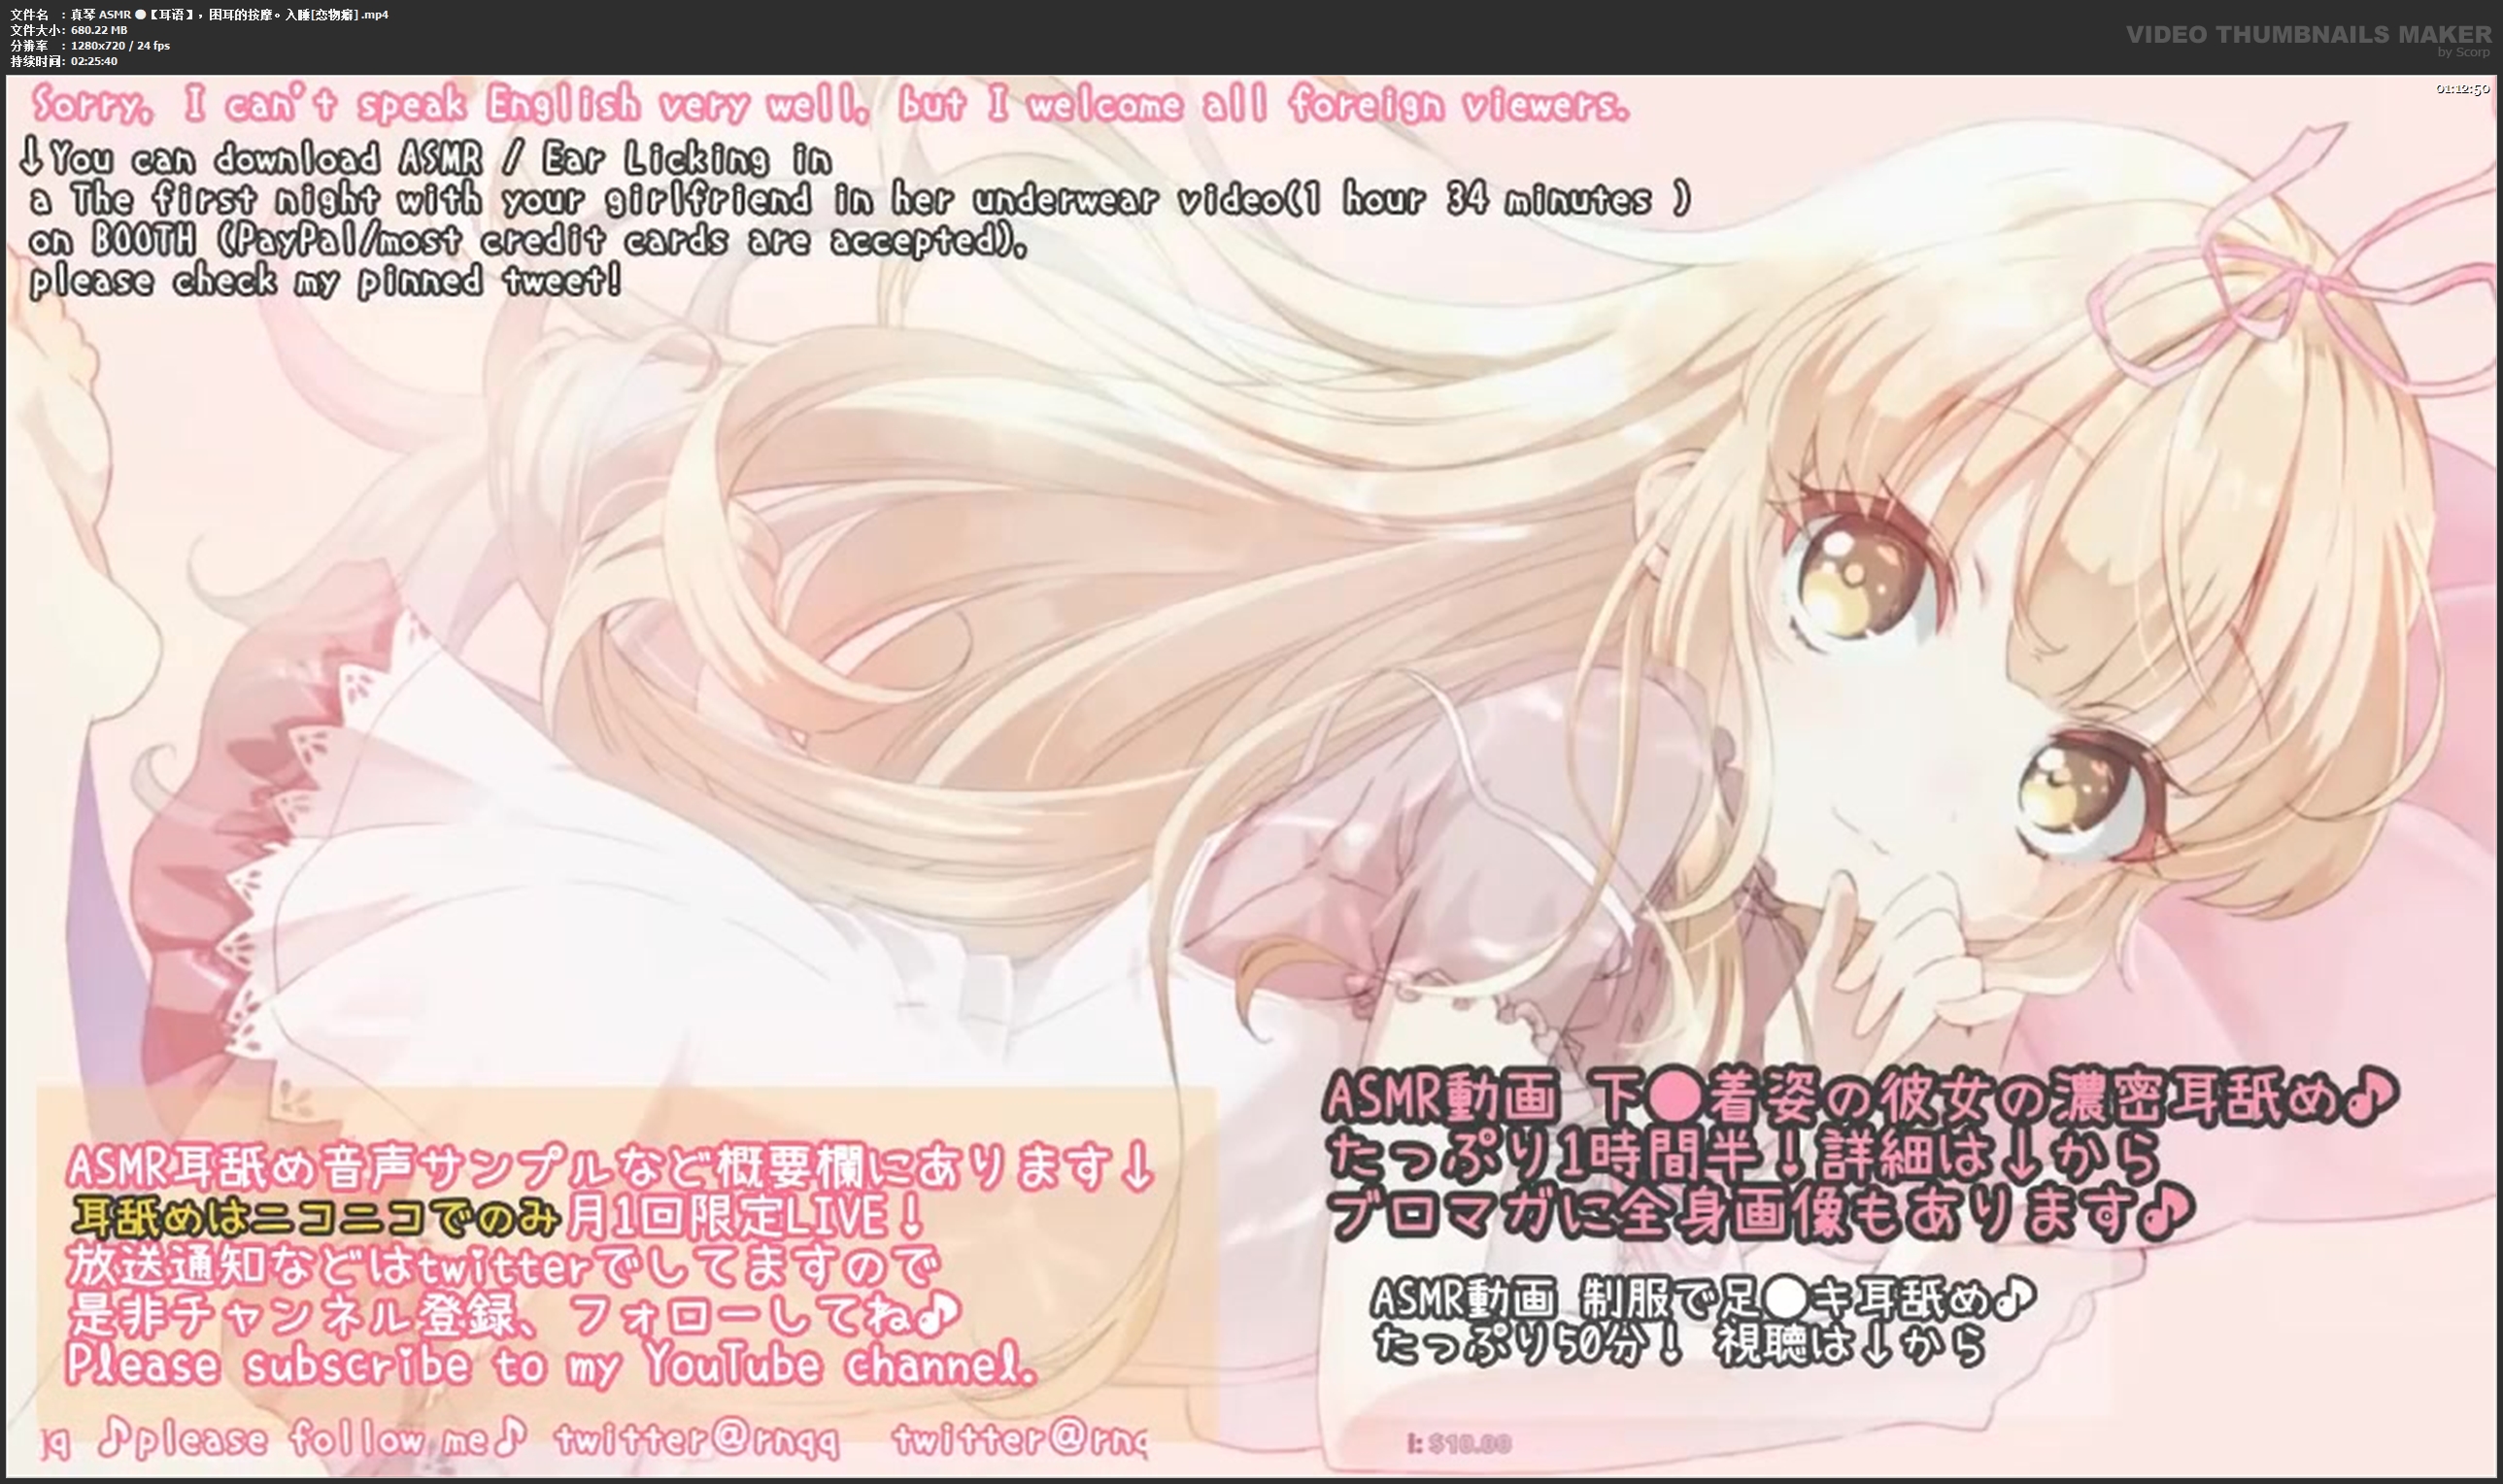 文件名 : 真琴 ASMR ●【耳语】，困耳的按摩。入睡[恋物癖] .mp4
文件大小: 680.22 MB
分辨率 : 1280x720 / 24 fps
持续时间: 02:25:40
VIDEO THUMBNAILS MAKER
by Scorp
01:12:50
Sorry, I can't speak English very well, but I welcome all foreign viewers.
↓You can download ASMR / Ear Licking in
a The first night with your girlfriend in her underwear video(1 hour 34 minutes )
on BOOTH (PayPal/most credit cards are accepted),
please check my pinned tweet!
ASMR耳舐め音声サンプルなど概要欄にあります↓
耳舐めはニコニコでのみ月1回限定LIVE！
放送通知などはtwitterでしてますので
是非チャンネル登録、フォローしてね♪
Please subscribe to my YouTube channel.
qq ♪please follow me♪ twitter@rnqq twitter@rnq
ASMR動画 下●着姿の彼女の濃密耳舐め♪
たっぷり1時間半！詳細は↓から
ブロマガに全身画像もあります♪
ASMR動画 制服で足●キ耳舐め♪
たっぷり50分！ 視聴は↓から
i: $10.00